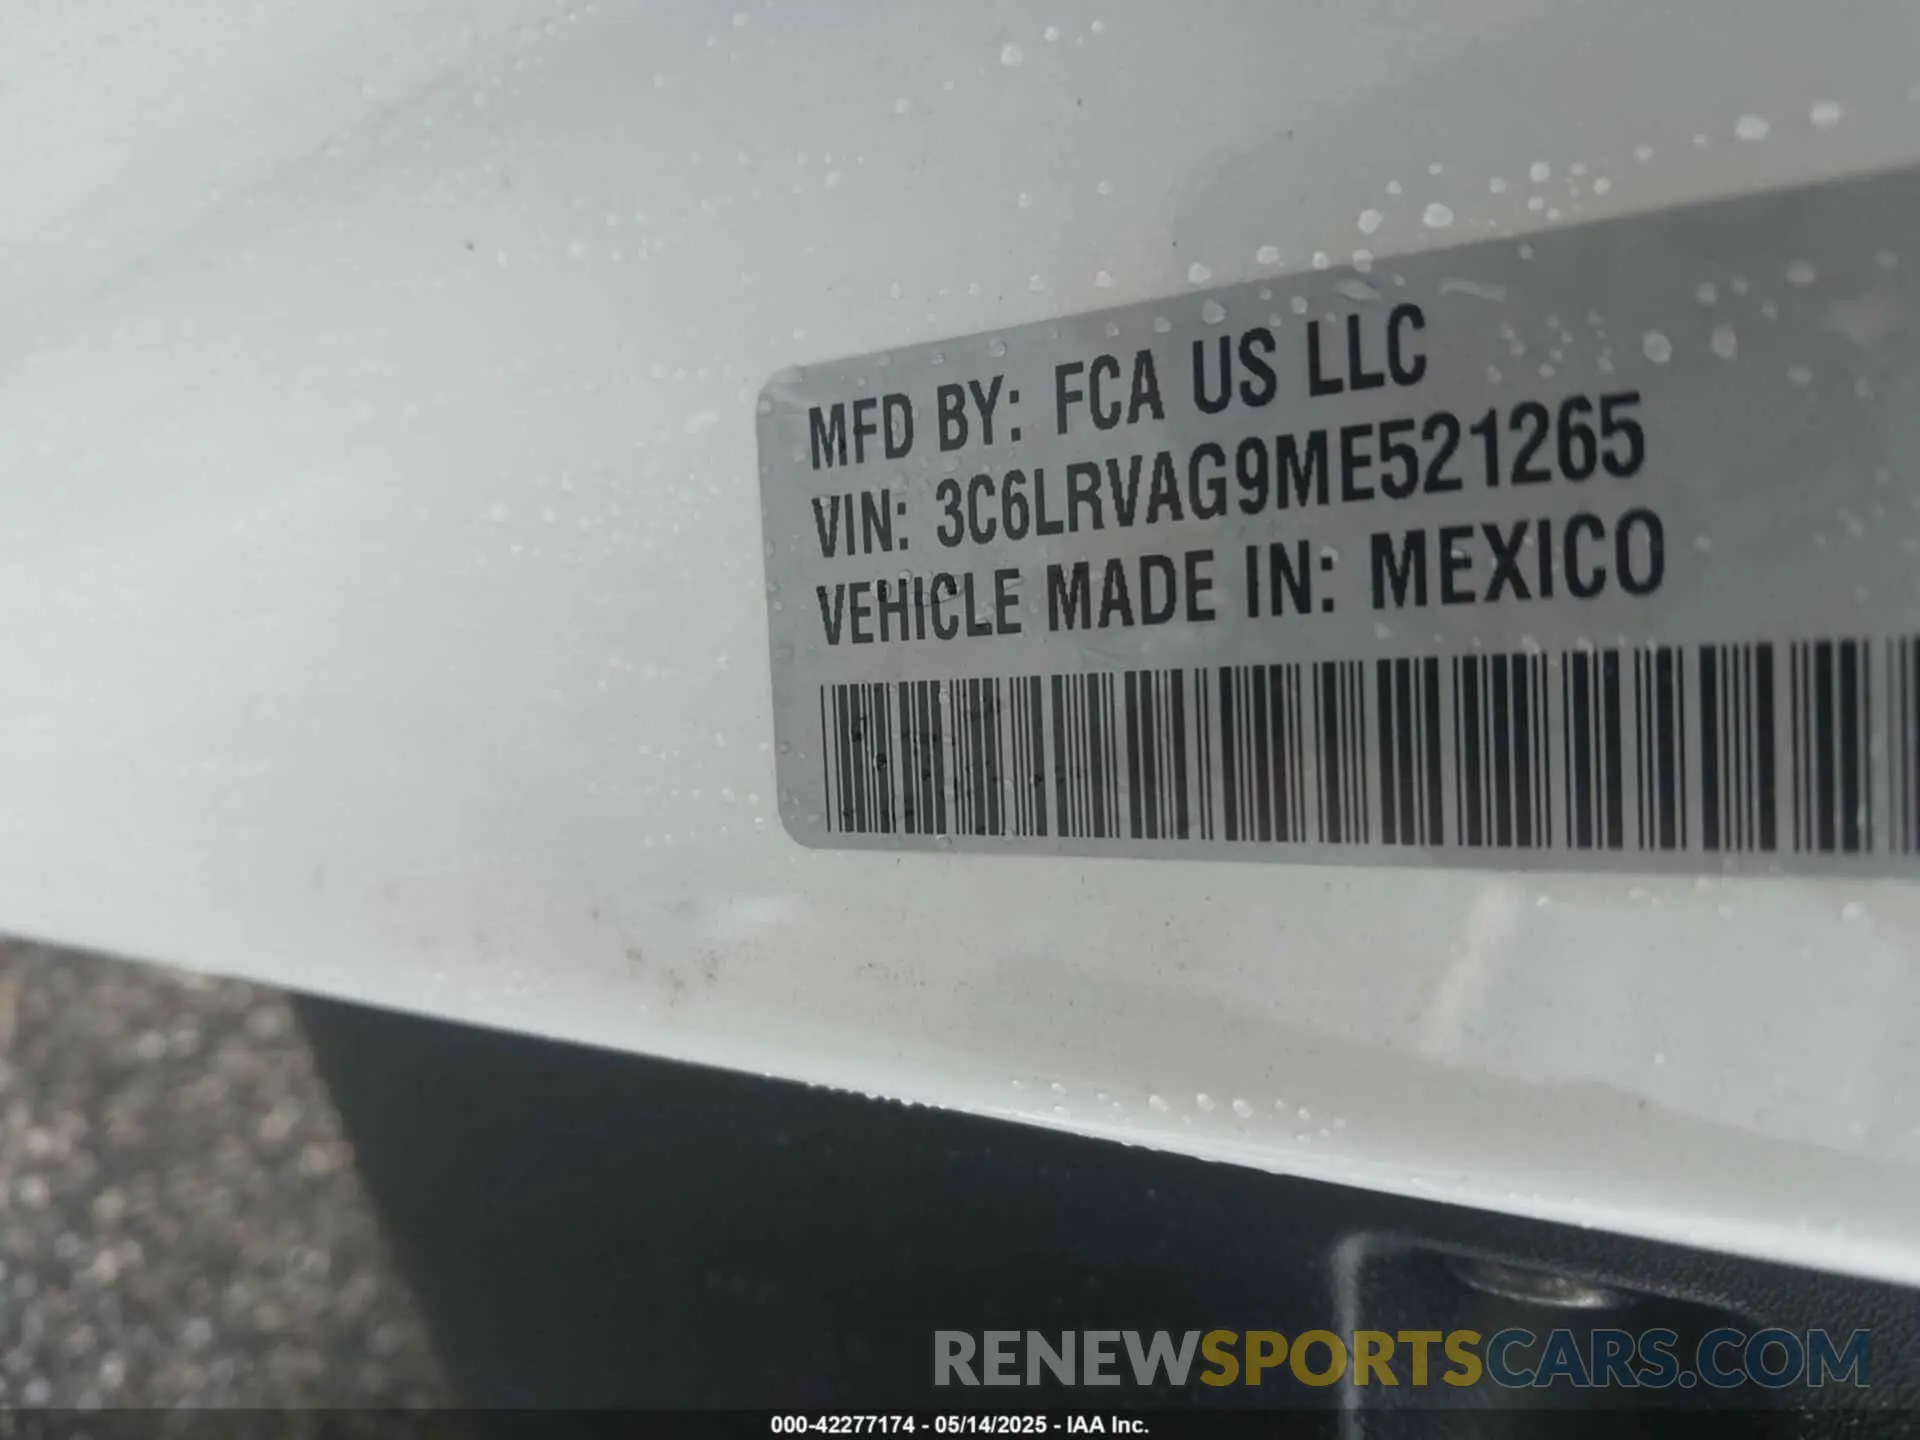 MFD BY: FCA US LLC
VIN: 3C6LRVAG9ME521265
VEHICLE MADE IN: MEXICO
RENEWSPORTSCARS.COM
000-42277174 - 05/14/2025 - IAA Inc.